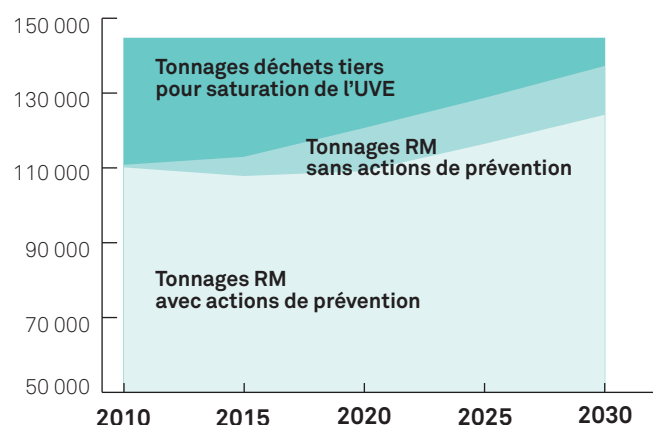 150 000
130 000
110 000
90 000
70 000
50 000
Tonnages déchets tiers
pour saturation de l’UVE
Tonnages RM
sans actions de prévention
Tonnages RM
avec actions de prévention
2010 2015 2020 2025 2030